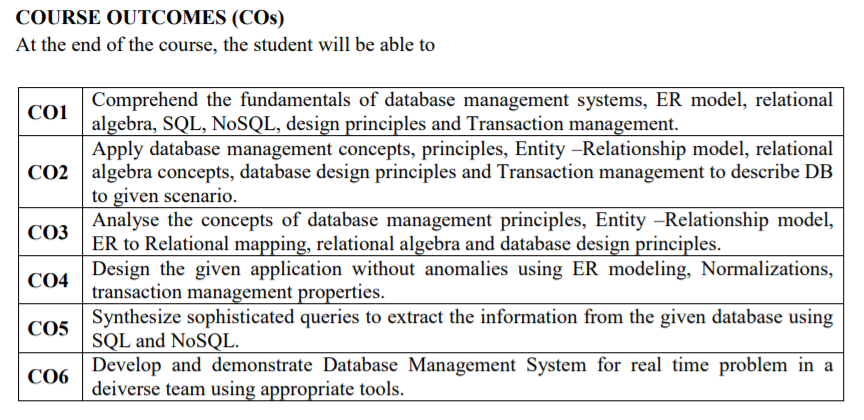 COURSE OUTCOMES (COs)
At the end of the course, the student will be able to
CO1
Comprehend the fundamentals of database management systems, ER model, relational
algebra, SQL, NoSQL, design principles and Transaction management.
CO2
Apply database management concepts, principles, Entity –Relationship model, relational
algebra concepts, database design principles and Transaction management to describe DB
to given scenario.
CO3
Analyse the concepts of database management principles, Entity –Relationship model,
ER to Relational mapping, relational algebra and database design principles.
CO4
Design the given application without anomalies using ER modeling, Normalizations,
transaction management properties.
CO5
Synthesize sophisticated queries to extract the information from the given database using
SQL and NoSQL.
CO6
Develop and demonstrate Database Management System for real time problem in a
deiverse team using appropriate tools.